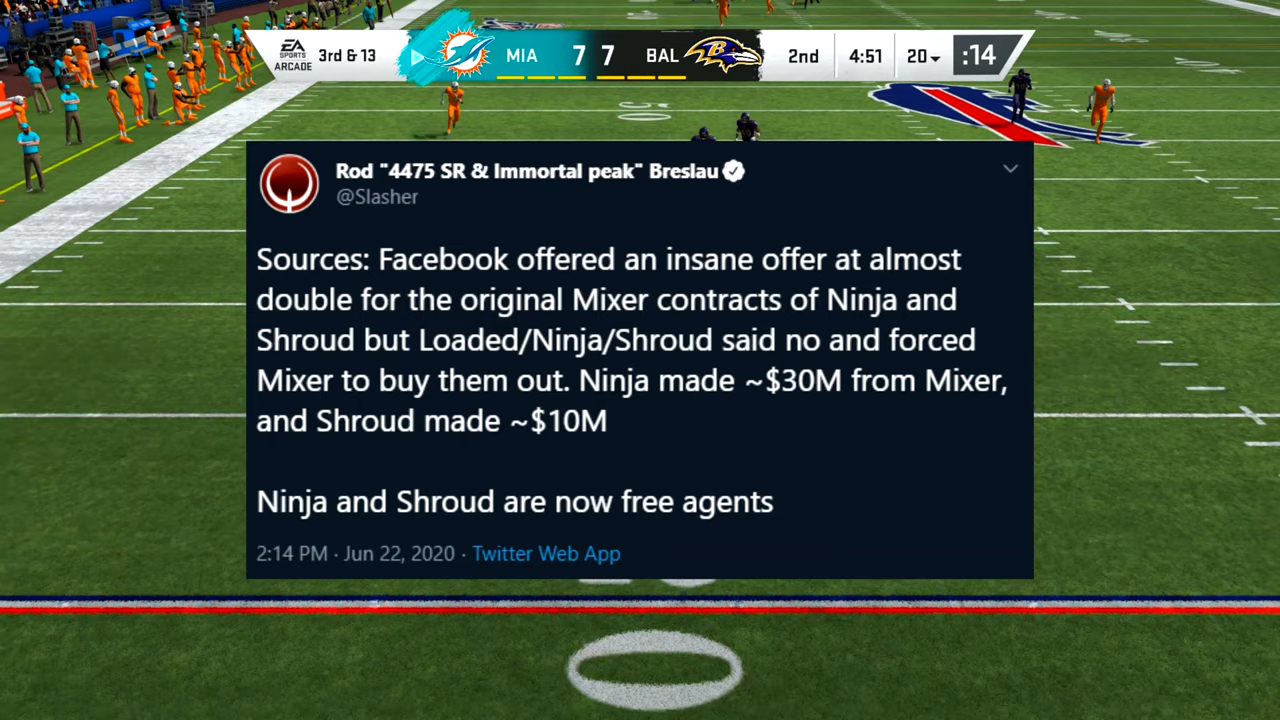 EA SPORTS ARCADE
3rd & 13
MIA 7 7 BAL
2nd 4:51 20 :14
Rod "4475 SR & Immortal peak" Breslau
@Slasher
Sources: Facebook offered an insane offer at almost
double for the original Mixer contracts of Ninja and
Shroud but Loaded/Ninja/Shroud said no and forced
Mixer to buy them out. Ninja made ~$30M from Mixer,
and Shroud made ~$10M
Ninja and Shroud are now free agents
2:14 PM · Jun 22, 2020 · Twitter Web App